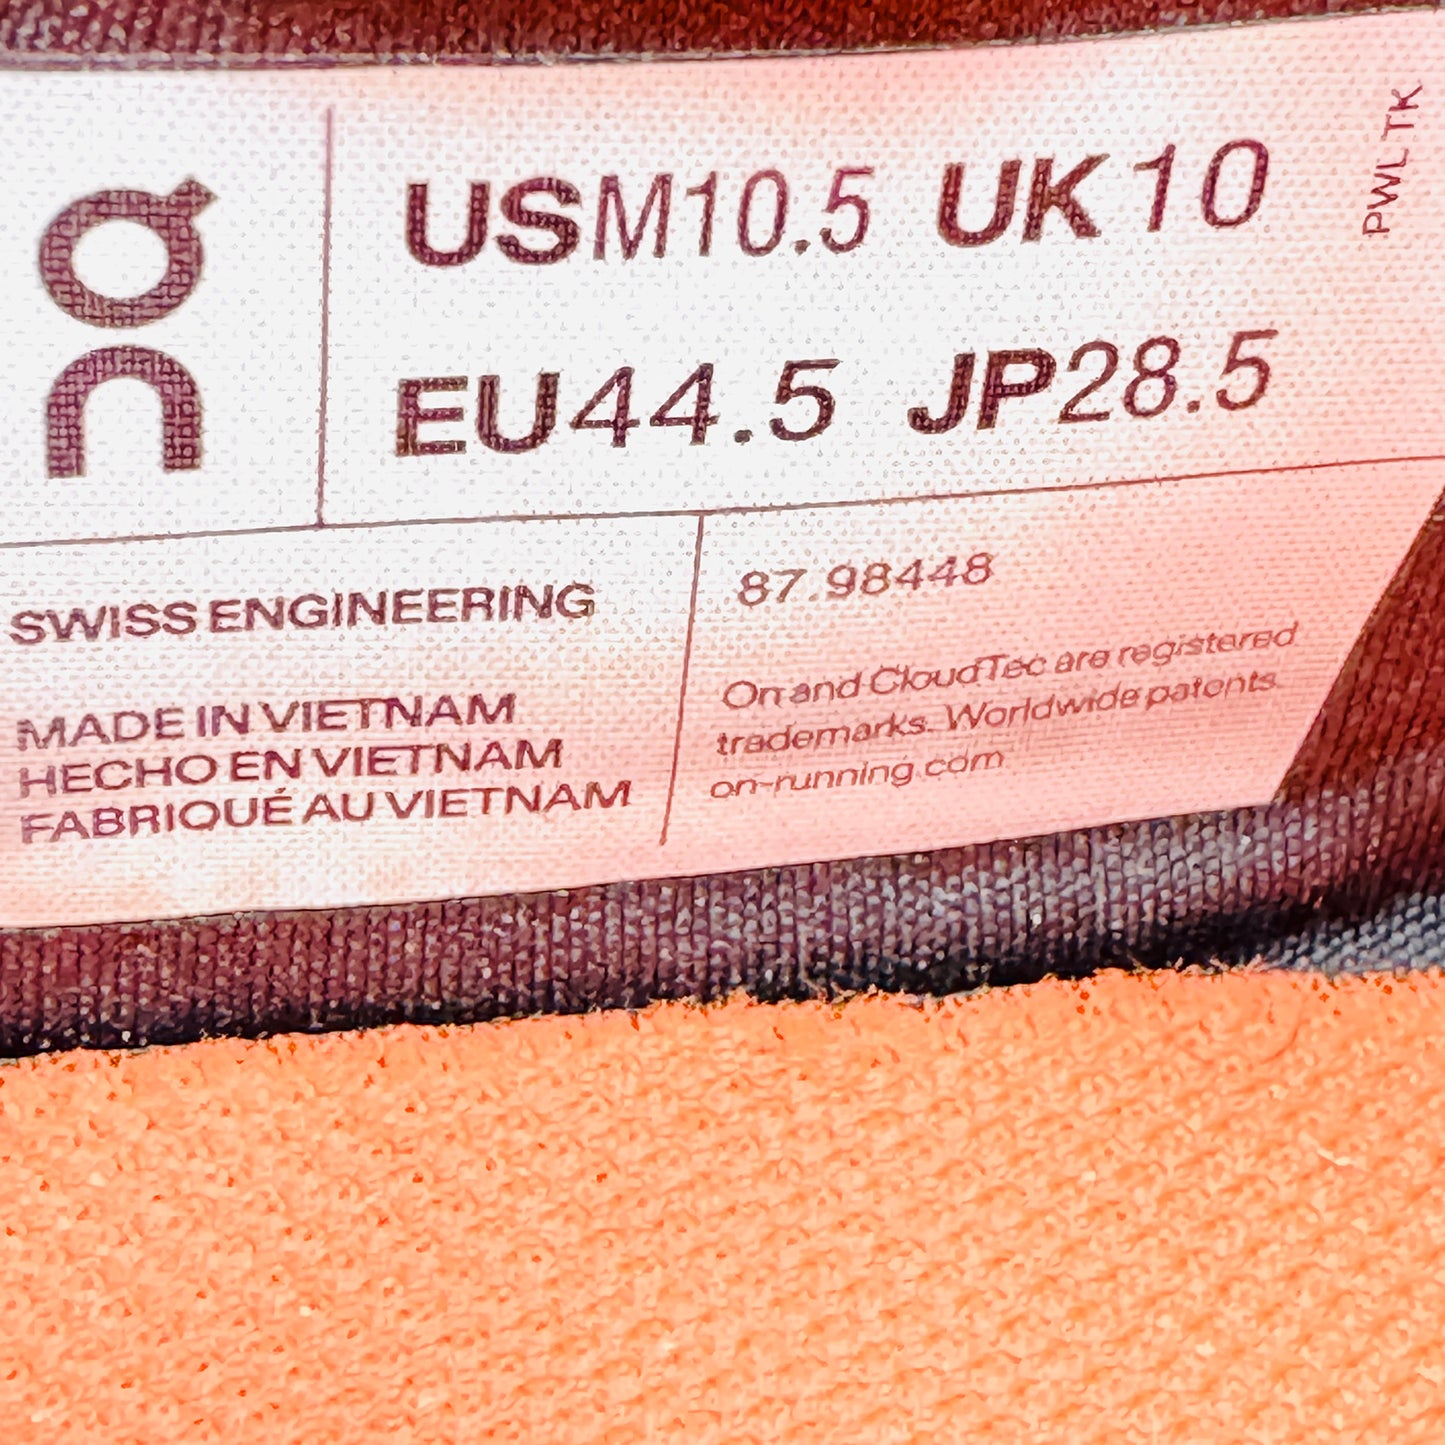 on
USM10.5 UK10
EU44.5 JP28.5
PWL TK
SWISS ENGINEERING
MADE IN VIETNAM
HECHO EN VIETNAM
FABRIQUÉ AU VIETNAM
87.98448
On and CloudTec are registered
trademarks. Worldwide patents.
on-running.com